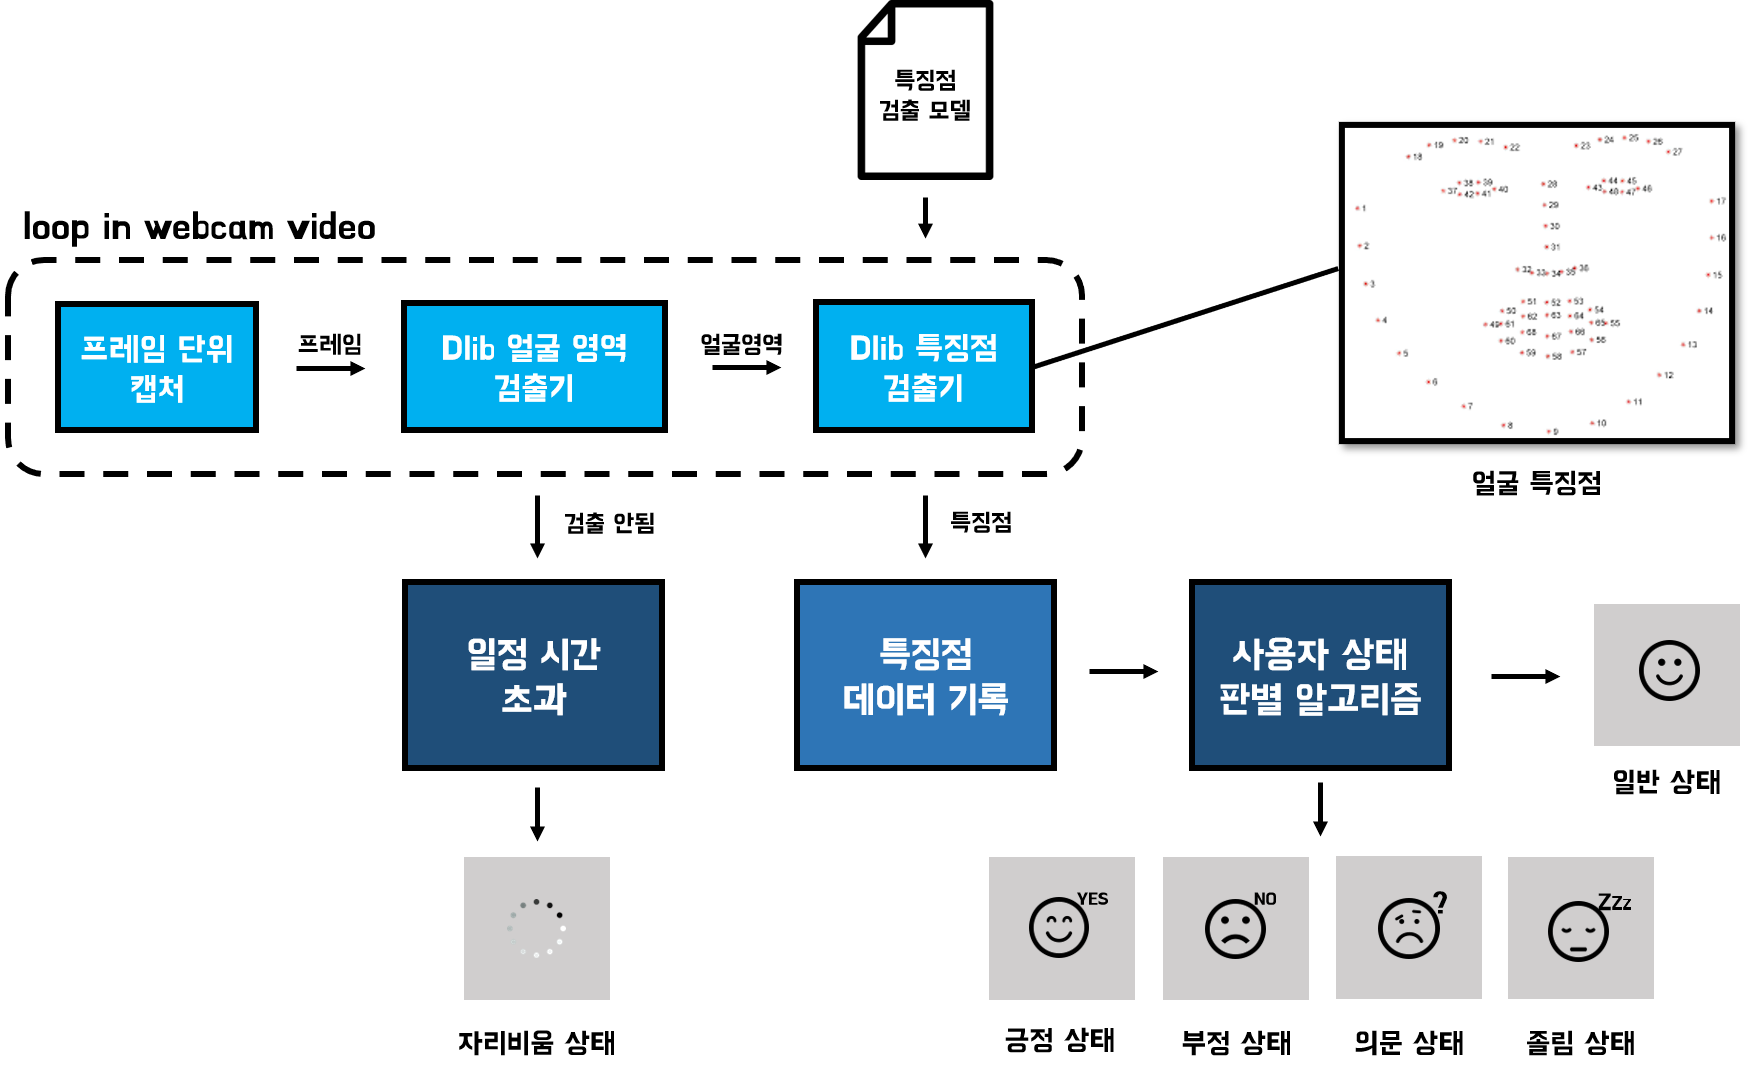 특징점
검출 모델
loop in webcam video
프레임 단위
캡처
프레임
Dlib 얼굴 영역
검출기
얼굴영역
Dlib 특징점
검출기
18 19 20 21 22 23 24 25 26 27
37 38 39 40 41 42 28 43 44 45 46 47 48
1 29 17
2 30 31 16
3 32 33 34 35 36 15
4 49 50 51 52 53 54 55 14
60 61 62 63 64 65 66 67 68
5 59 58 57 56 13
6 12
7 11
8 9 10
얼굴 특징점
검출 안됨
특징점
일정 시간
초과
특징점
데이터 기록
사용자 상태
판별 알고리즘
일반 상태
YES
NO
?
ZZZ
자리비움 상태
긍정 상태
부정 상태
의문 상태
졸림 상태